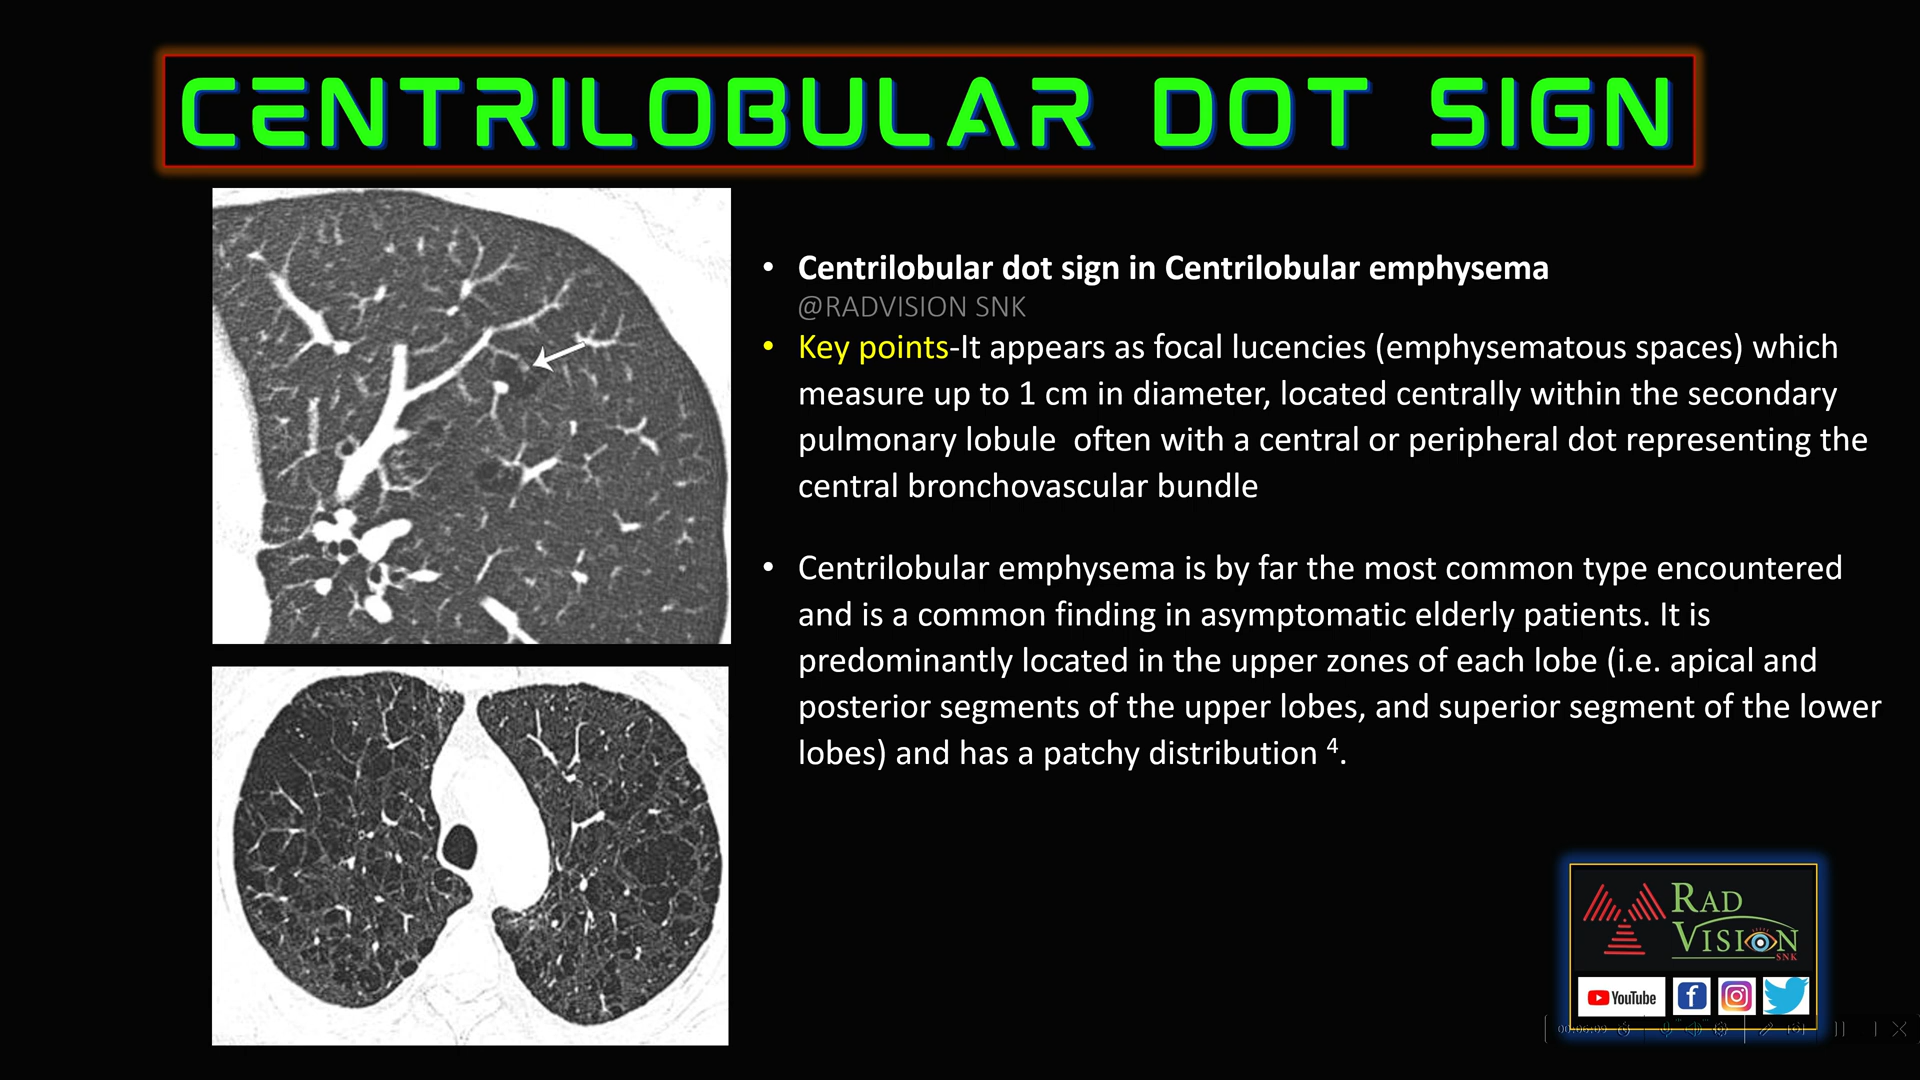 CENTRILOBULAR DOT SIGN
• Centrilobular dot sign in Centrilobular emphysema
@RADVISION SNK
• Key points-It appears as focal lucencies (emphysematous spaces) which
measure up to 1 cm in diameter, located centrally within the secondary
pulmonary lobule often with a central or peripheral dot representing the
central bronchovascular bundle
• Centrilobular emphysema is by far the most common type encountered
and is a common finding in asymptomatic elderly patients. It is
predominantly located in the upper zones of each lobe (i.e. apical and
posterior segments of the upper lobes, and superior segment of the lower
lobes) and has a patchy distribution 4.
RAD
VISION
SNK
YouTube
00:06:09